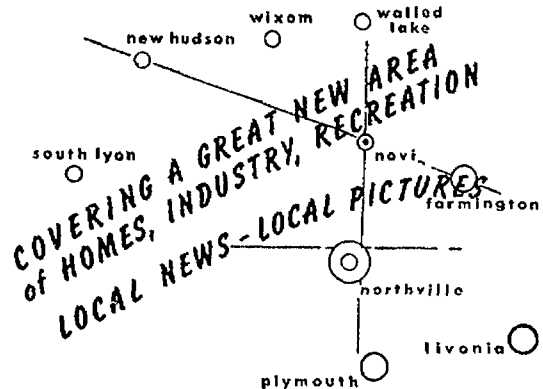 wixom
walled
lake
new hudson
COVERING A GREAT NEW AREA
of HOMES, INDUSTRY, RECREATION
LOCAL NEWS - LOCAL PICTURES
south lyon
novi
farmington
northville
livonia
plymouth